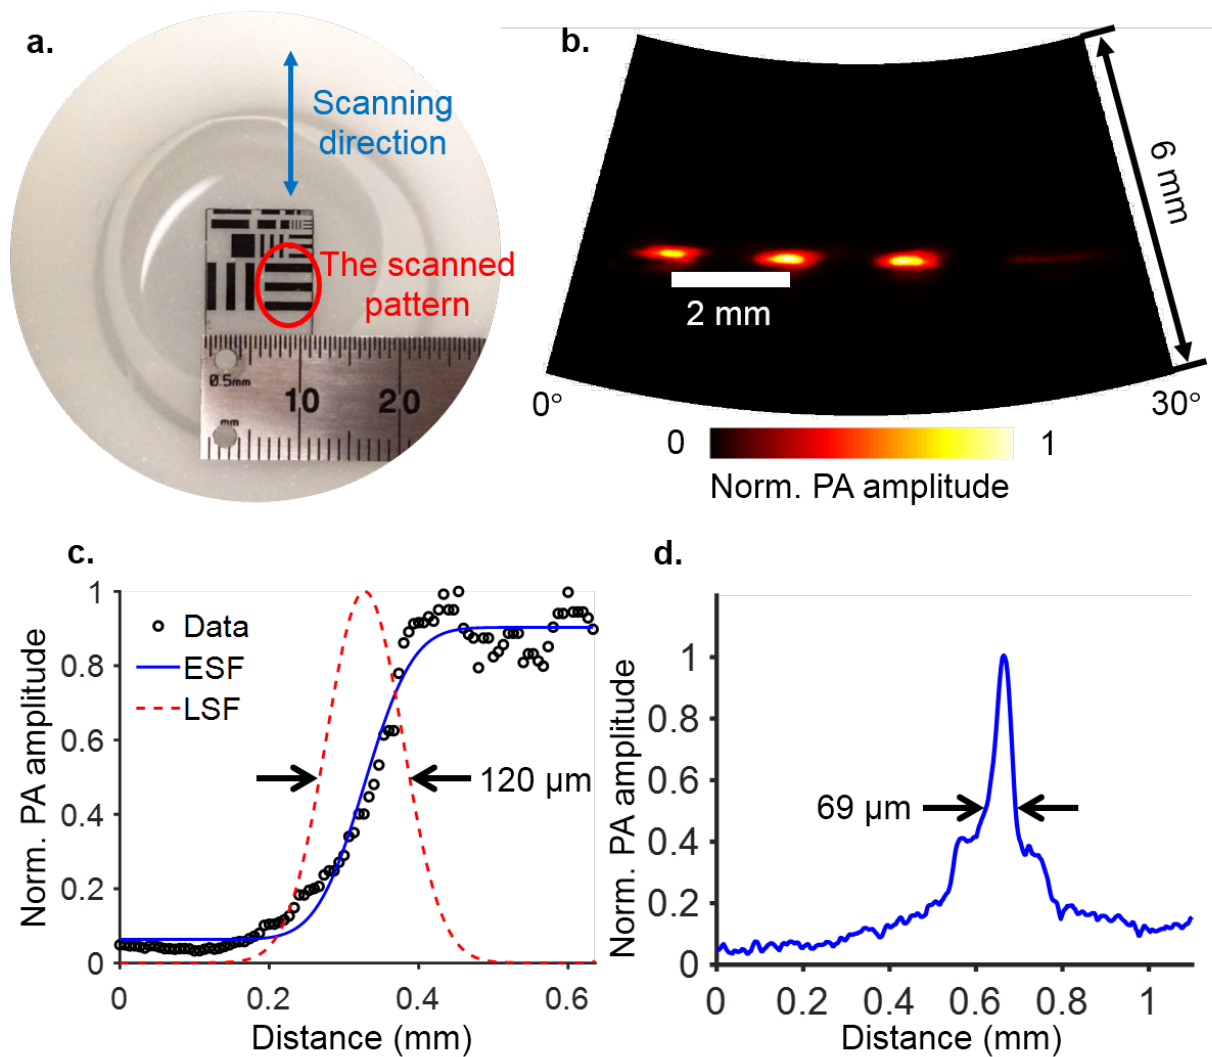 a.
Scanning
direction
The scanned
pattern
0.5mm
10
20
mm
b.
6 mm
2 mm
0°
30°
0
1
Norm. PA amplitude
c.
1
0.8
0.6
0.4
0.2
0
Norm. PA amplitude
Data
ESF
LSF
120 µm
0
0.2
0.4
0.6
Distance (mm)
d.
1
0.8
0.6
0.4
0.2
0
Norm. PA amplitude
69 µm
0
0.2
0.4
0.6
0.8
1
Distance (mm)